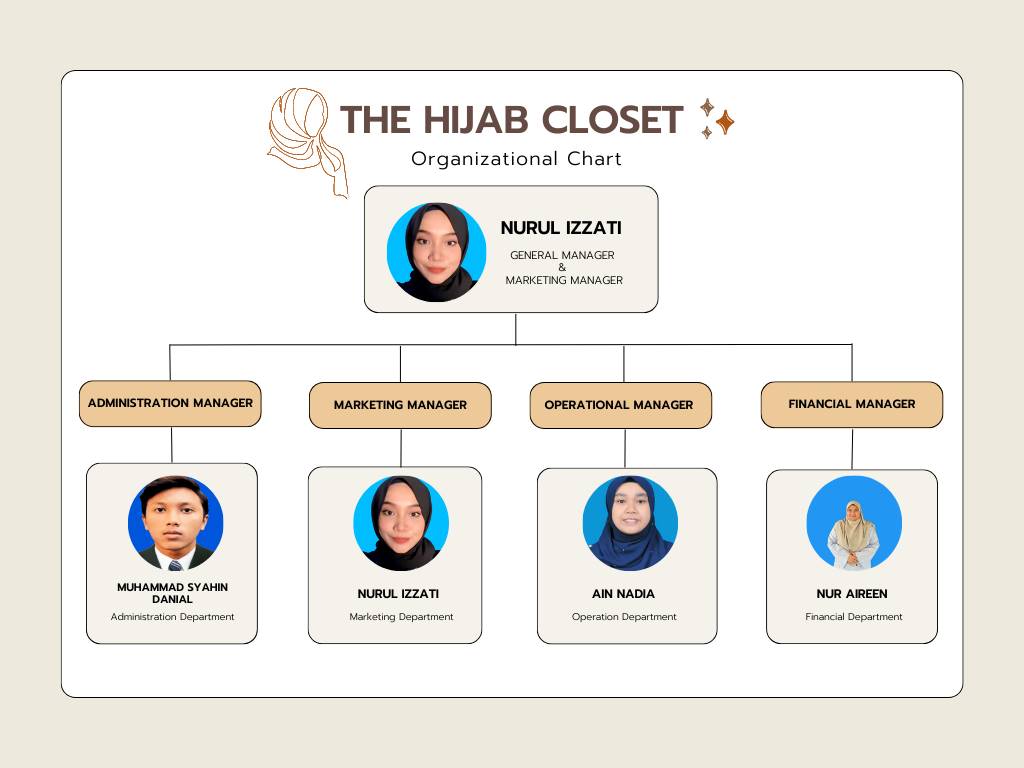 THE HIJAB CLOSET
Organizational Chart
NURUL IZZATI
GENERAL MANAGER
&
MARKETING MANAGER
ADMINISTRATION MANAGER
MARKETING MANAGER
OPERATIONAL MANAGER
FINANCIAL MANAGER
MUHAMMAD SYAHIN
DANIAL
Administration Department
NURUL IZZATI
Marketing Department
AIN NADIA
Operation Department
NUR AIREEN
Financial Department